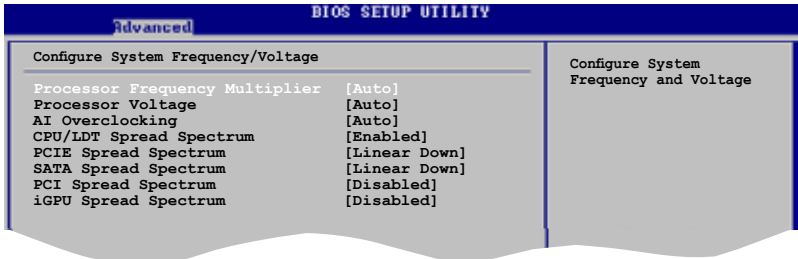 BIOS SETUP UTILITY
Advanced
Configure System Frequency/Voltage
Processor Frequency Multiplier [Auto]
Processor Voltage [Auto]
AI Overclocking [Auto]
CPU/LDT Spread Spectrum [Enabled]
PCIE Spread Spectrum [Linear Down]
SATA Spread Spectrum [Linear Down]
PCI Spread Spectrum [Disabled]
iGPU Spread Spectrum [Disabled]
Configure System
Frequency and Voltage